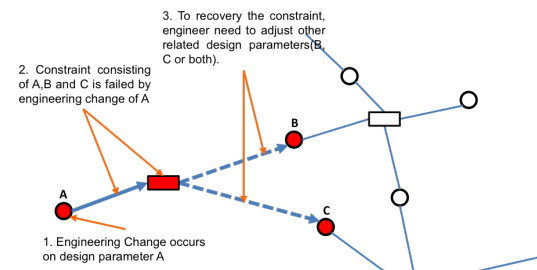 3. To recovery the constraint,
engineer need to adjust other
related design parameters(B,
C or both).
2. Constraint consisting
of A,B and C is failed by
engineering change of A
B
A
C
1. Engineering Change occurs
on design parameter A